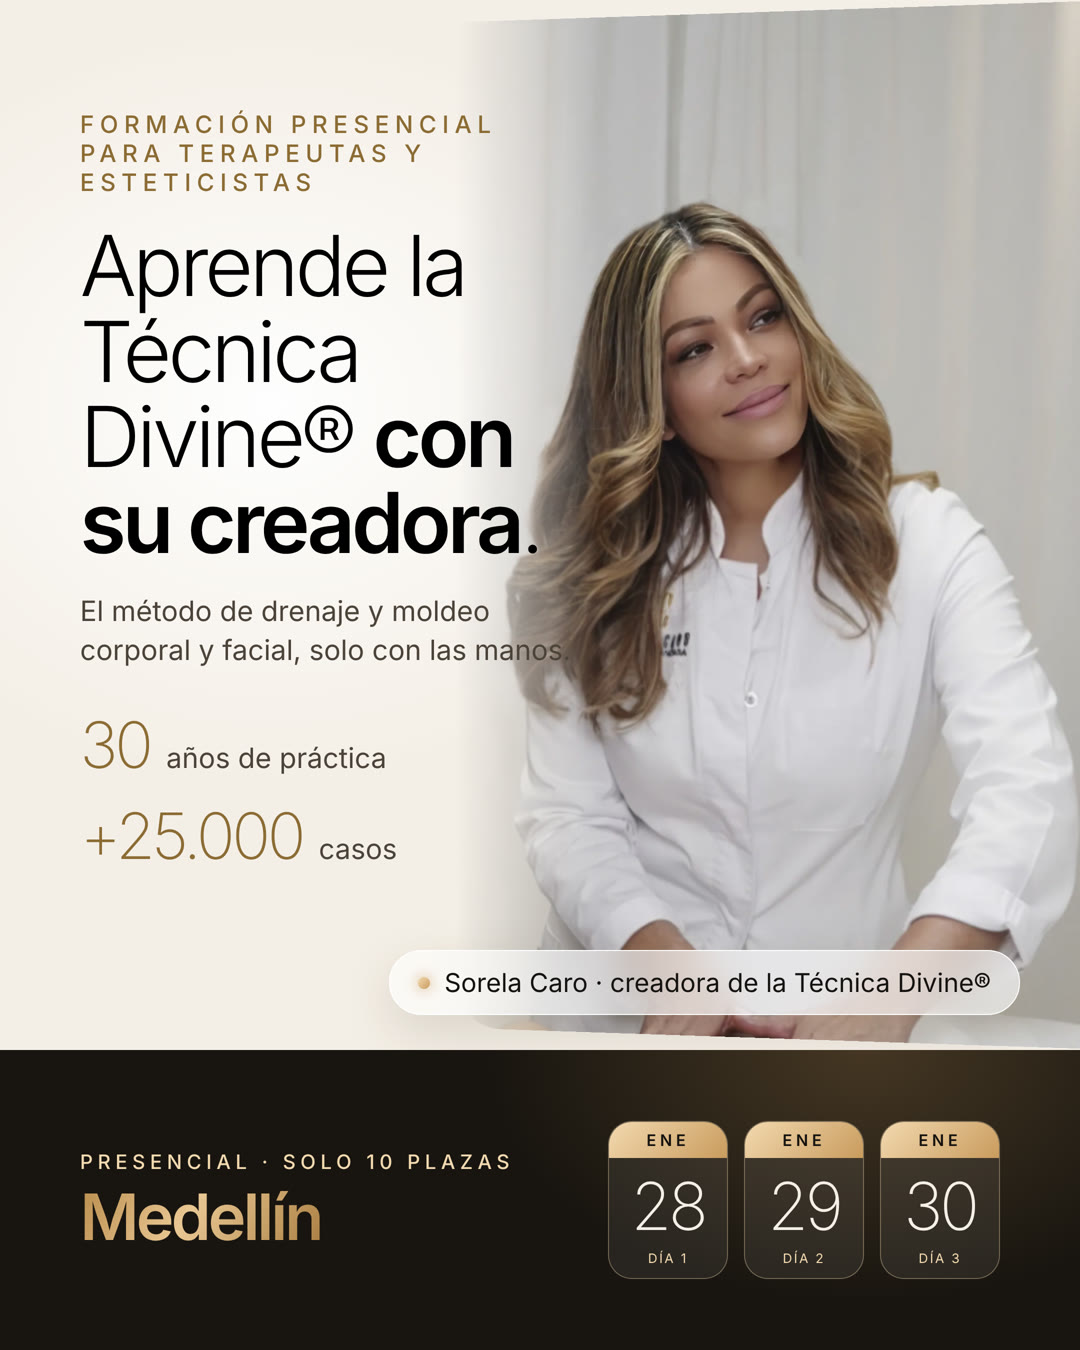 FORMACIÓN PRESENCIAL
PARA TERAPEUTAS Y
ESTETICISTAS
Aprende la
Técnica
Divine® con
su creadora.
El método de drenaje y moldeo
corporal y facial, solo con las manos.
30 años de práctica
+25.000 casos
Sorela Caro · creadora de la Técnica Divine®
PRESENCIAL · SOLO 10 PLAZAS
Medellín
ENE
28
DÍA 1
ENE
29
DÍA 2
ENE
30
DÍA 3